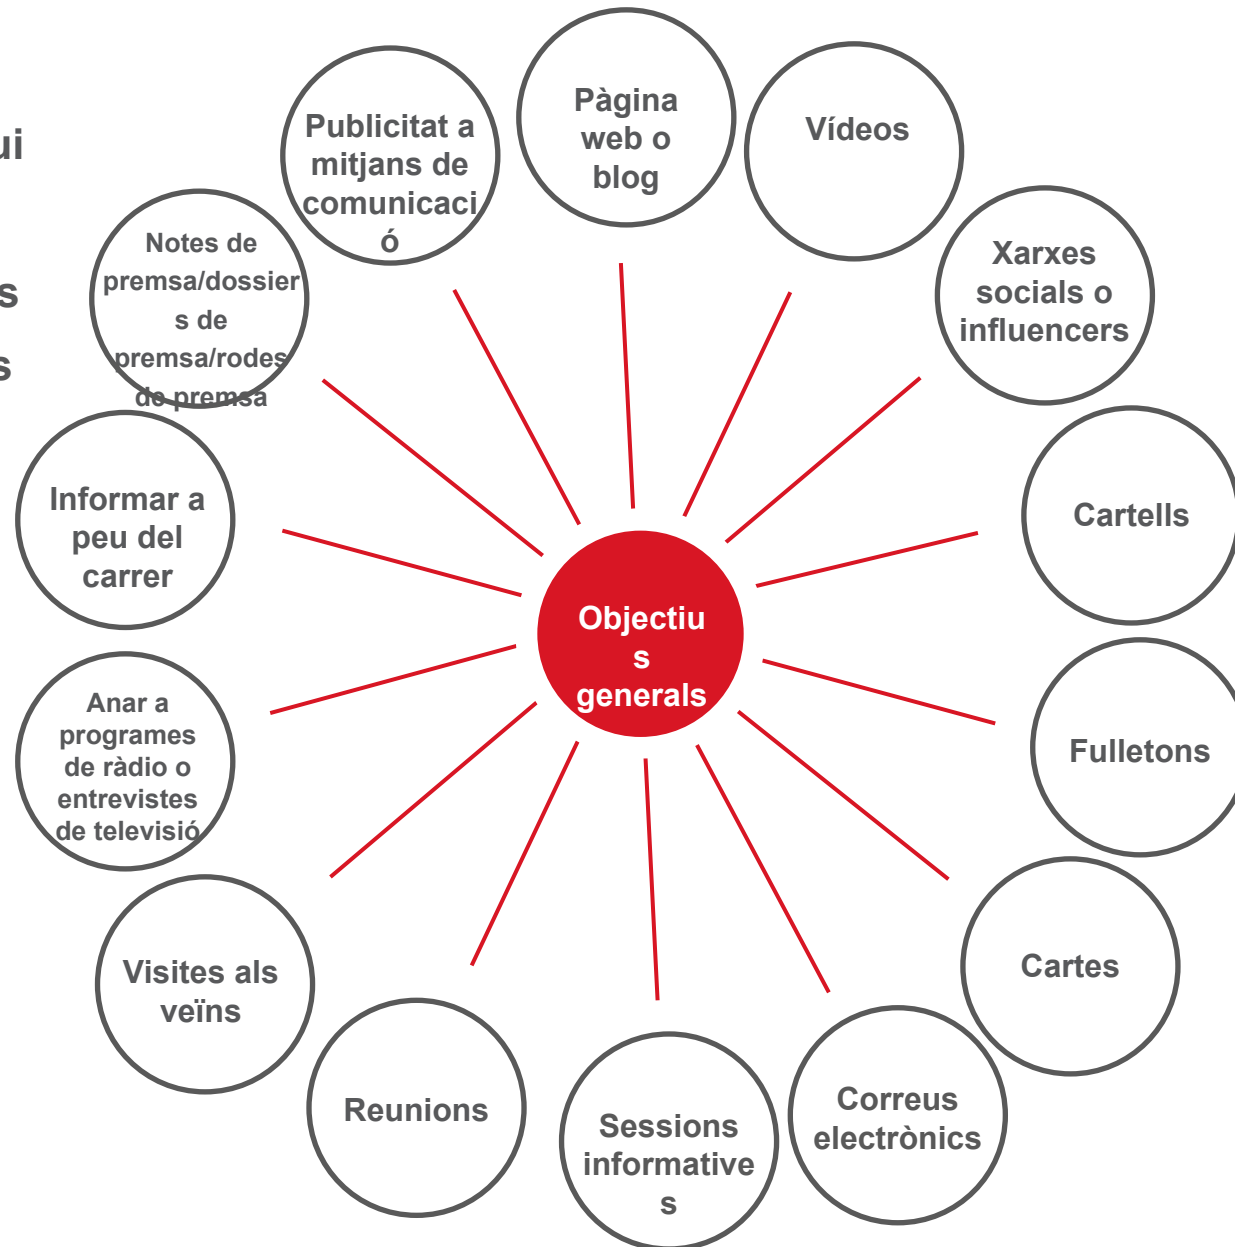 ui
s
s
Pàgina
web o
blog
Vídeos
Xarxes
socials o
influencers
Cartells
Fulletons
Cartes
Correus
electrònics
Sessions
informative
s
Reunions
Visites als
veïns
Anar a
programes
de ràdio o
entrevistes
de televisió
Informar a
peu del
carrer
Notes de
premsa/dossier
s de
premsa/rodes
de premsa
Publicitat a
mitjans de
comunicaci
ó
Objectiu
s
generals